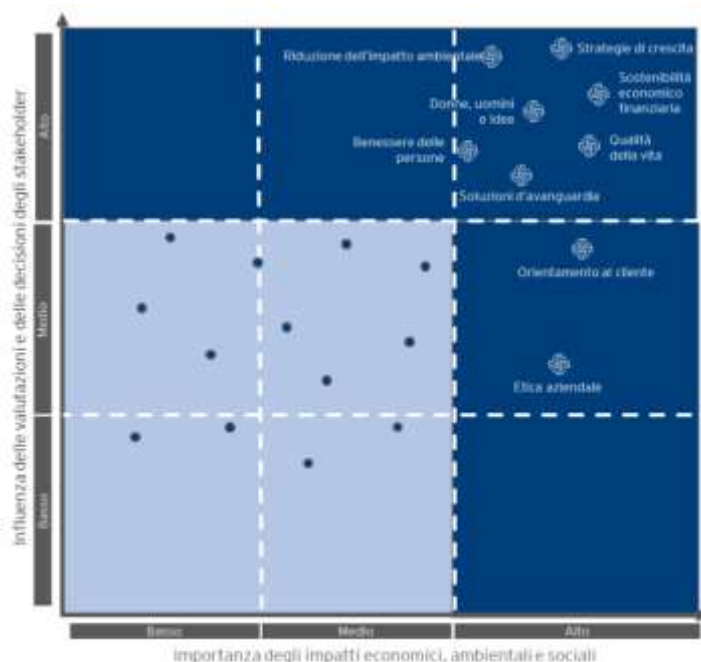 Influenza delle valutazioni e delle decisioni degli stakeholder
Alto
Medio
Basso
Riduzione dell'impatto ambientale
Strategie di crescita
Sostenibilità
economico
finanziaria
Donne, uomini
e idee
Benessere delle
persone
Qualità
della vita
Soluzioni d'avanguardia
Orientamento al cliente
Etica aziendale
Basso
Medio
Alto
Importanza degli impatti economici, ambientali e sociali